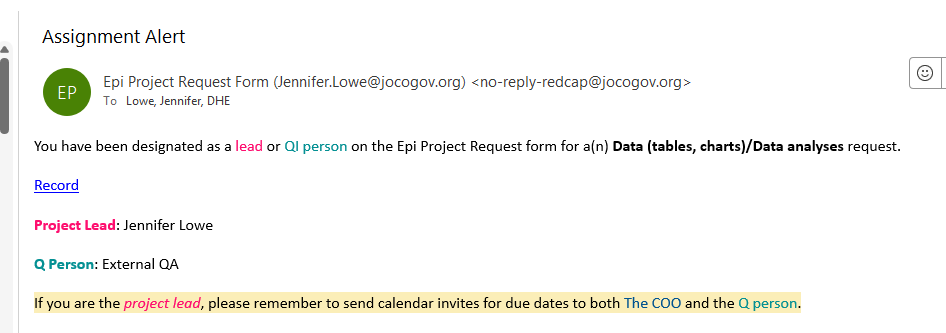 Assignment Alert
EP
Epi Project Request Form (Jennifer.Lowe@jocogov.org) <no-reply-redcap@jocogov.org>
To Lowe, Jennifer, DHE
You have been designated as a lead or QI person on the Epi Project Request form for a(n) Data (tables, charts)/Data analyses request.
Record
Project Lead: Jennifer Lowe
Q Person: External QA
If you are the project lead, please remember to send calendar invites for due dates to both The COO and the Q person.